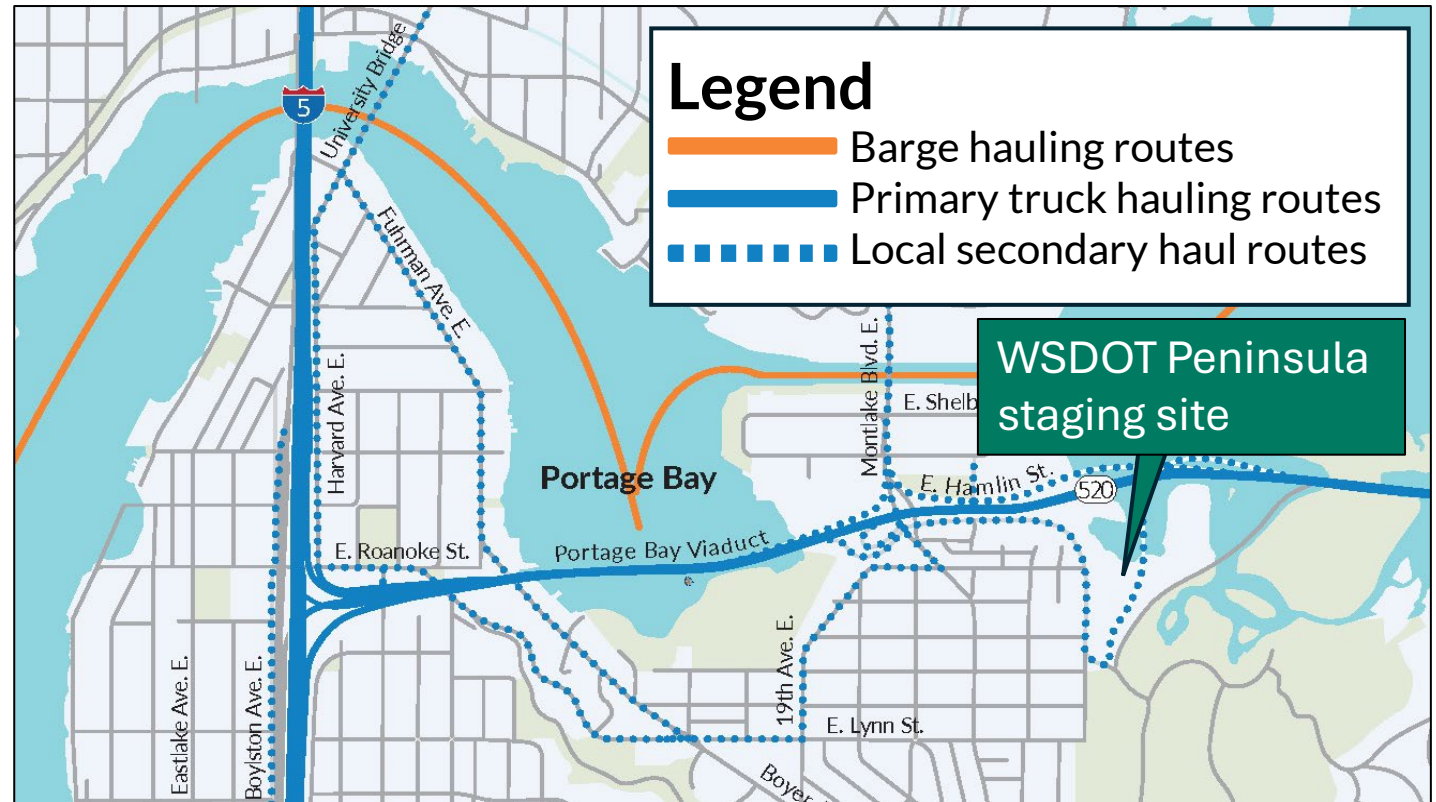 Legend
Barge hauling routes
Primary truck hauling routes
Local secondary haul routes
5
University Bridge
Fuhrman Ave. E.
Harvard Ave. E.
Montlake Blvd. E.
E. Shelb
WSDOT Peninsula
staging site
Portage Bay
E. Hamlin St.
520
E. Roanoke St.
Portage Bay Viaduct
Eastlake Ave. E.
Boylston Ave. E.
19th Ave. E.
E. Lynn St.
Boyer